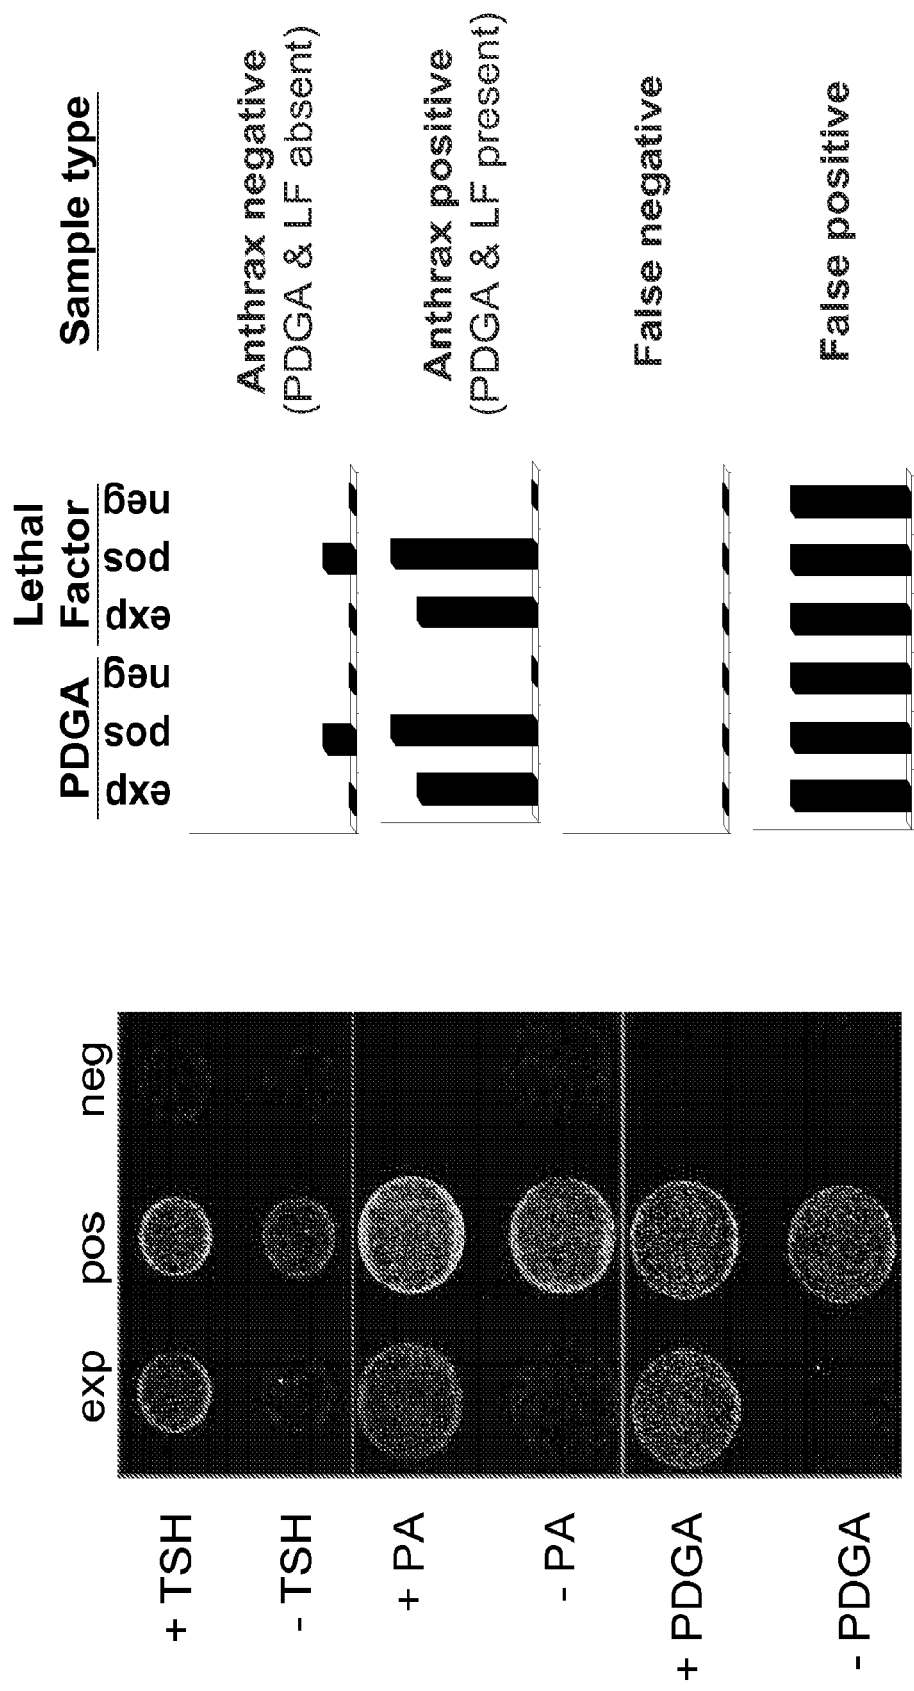 exp pos neg
+ TSH
- TSH
+ PA
- PA
+ PDGA
- PDGA
PDGA
Lethal
Factor
Sample type
exp pos neg exp pos neg
Anthrax negative
(PDGA & LF absent)
Anthrax positive
(PDGA & LF present)
False negative
False positive